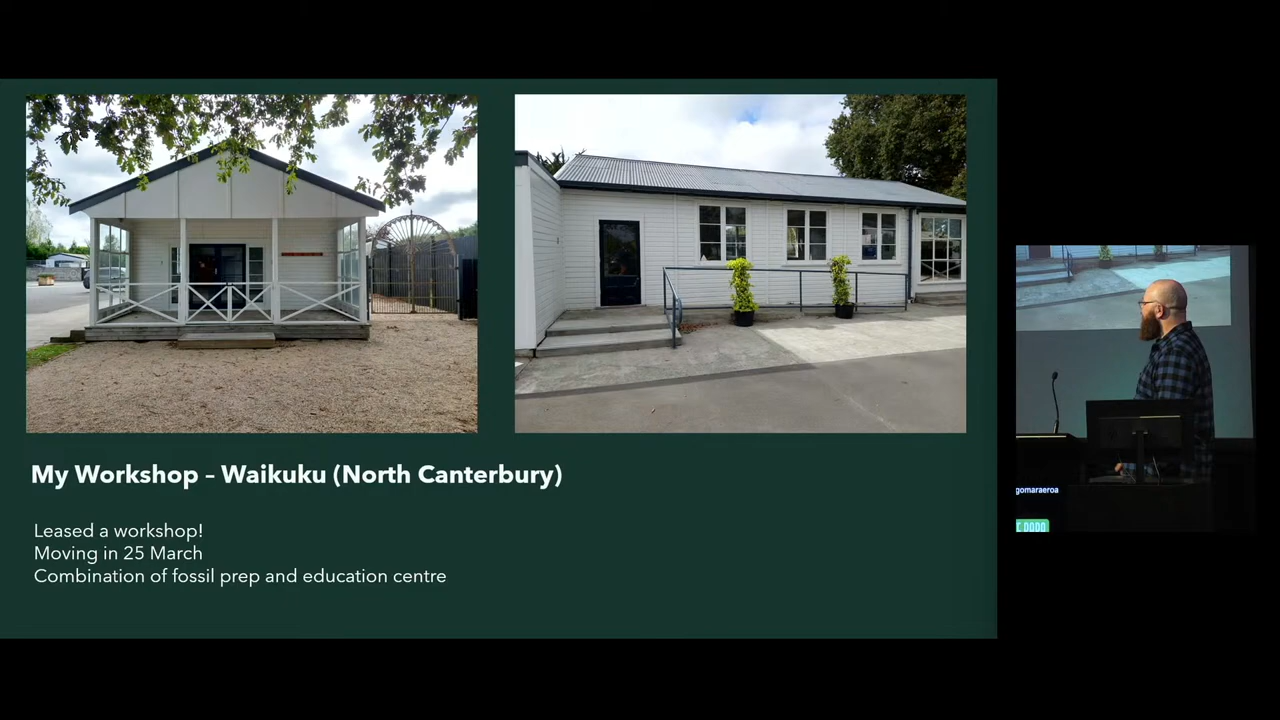 My Workshop – Waikuku (North Canterbury)
Leased a workshop!
Moving in 25 March
Combination of fossil prep and education centre
gomaraeroa